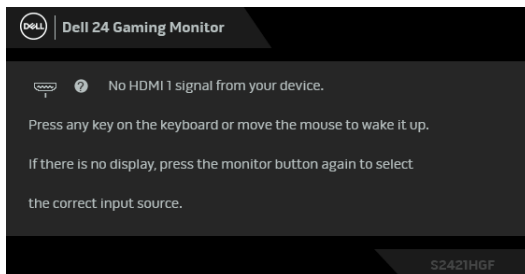 DELL
Dell 24 Gaming Monitor
? No HDMI 1 signal from your device.
Press any key on the keyboard or move the mouse to wake it up.
If there is no display, press the monitor button again to select
the correct input source.
S2421HGF